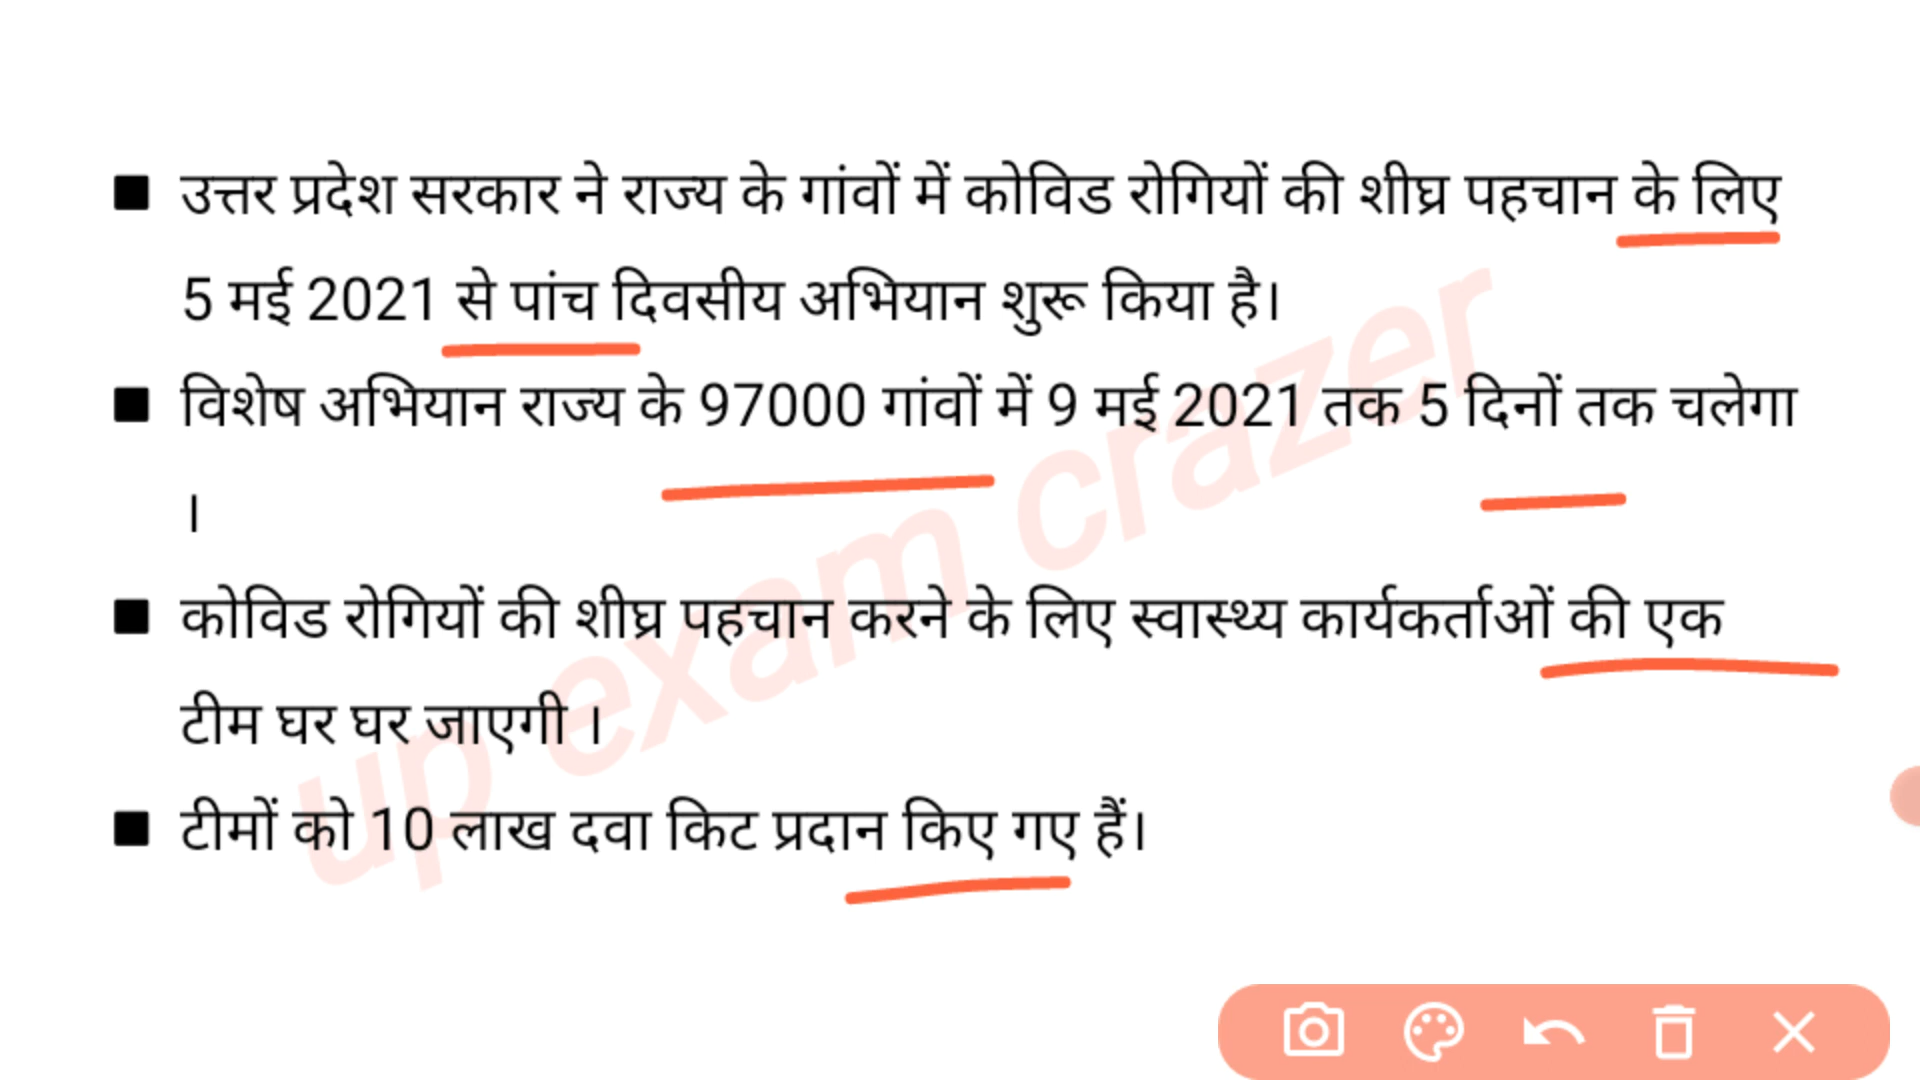 ■ उत्तर प्रदेश सरकार ने राज्य के गांवों में कोविड रोगियों की शीघ्र पहचान के लिए
5 मई 2021 से पांच दिवसीय अभियान शुरू किया है।
■ विशेष अभियान राज्य के 97000 गांवों में 9 मई 2021 तक 5 दिनों तक चलेगा
।
■ कोविड रोगियों की शीघ्र पहचान करने के लिए स्वास्थ्य कार्यकर्ताओं की एक
टीम घर घर जाएगी ।
■ टीमों को 10 लाख दवा किट प्रदान किए गए हैं।
up exam crazer